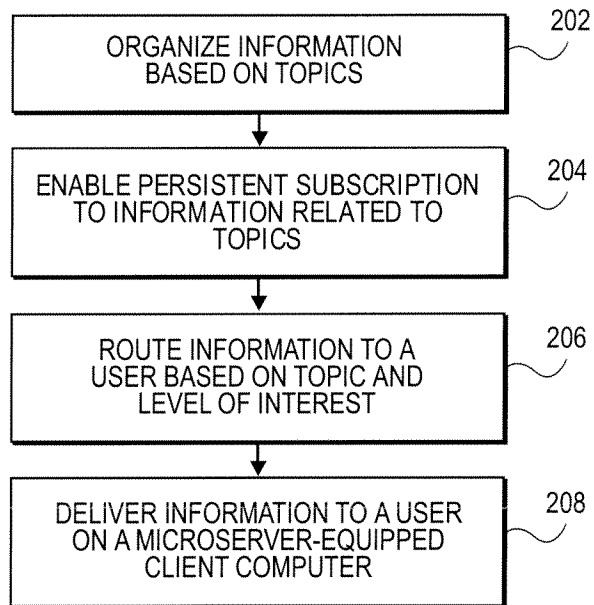 ORGANIZE INFORMATION
BASED ON TOPICS
202
ENABLE PERSISTENT SUBSCRIPTION
TO INFORMATION RELATED TO
TOPICS
204
ROUTE INFORMATION TO A
USER BASED ON TOPIC AND
LEVEL OF INTEREST
206
DELIVER INFORMATION TO A USER
ON A MICROSERVER-EQUIPPED
CLIENT COMPUTER
208